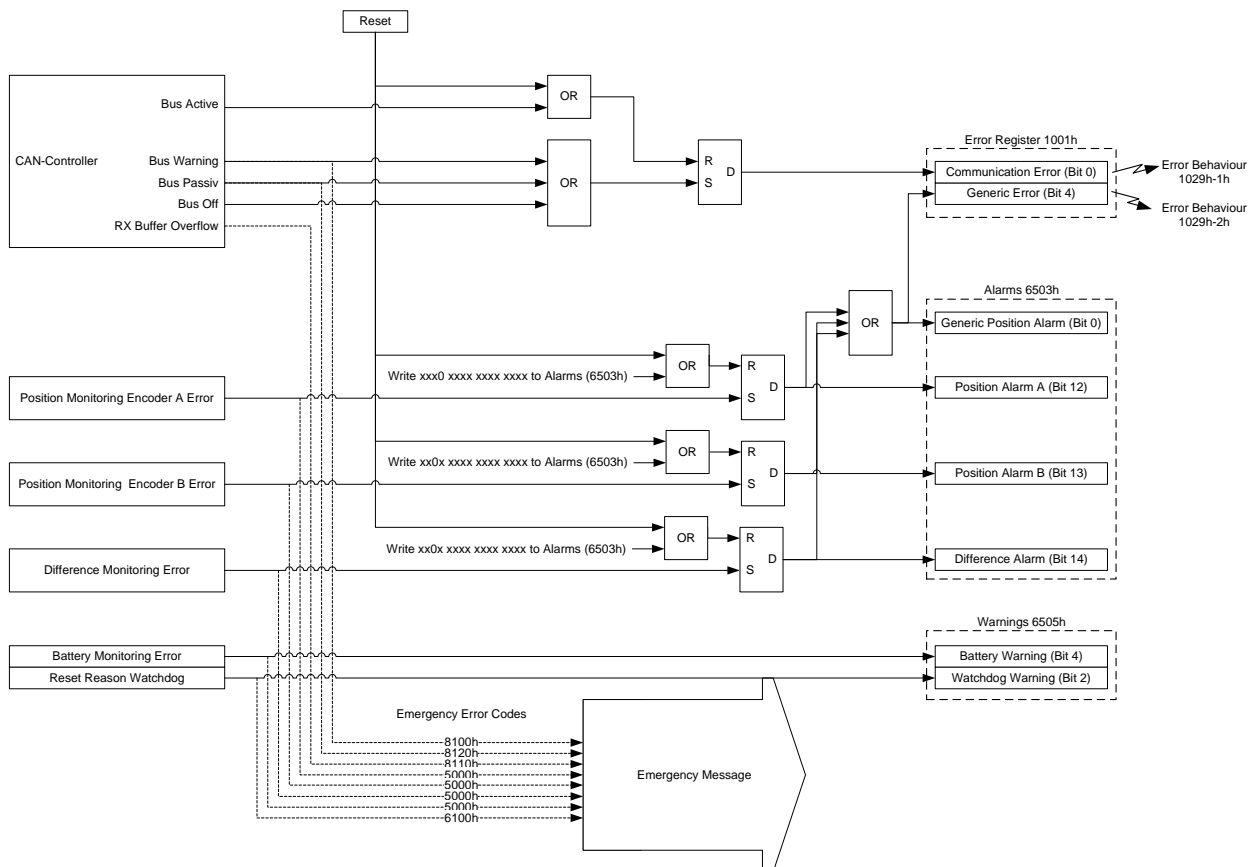 Reset
Bus Active
OR
CAN-Controller
Bus Warning
Bus Passiv
Bus Off
RX Buffer Overflow
OR
R
S
D
Error Register 1001h
Communication Error (Bit 0)
Generic Error (Bit 4)
Error Behaviour
1029h-1h
Error Behaviour
1029h-2h
Alarms 6503h
OR
Generic Position Alarm (Bit 0)
OR
Write xxx0 xxxx xxxx xxxx to Alarms (6503h)
R
S
D
Position Monitoring Encoder A Error
Position Alarm A (Bit 12)
OR
Write xx0x xxxx xxxx xxxx to Alarms (6503h)
R
S
D
Position Monitoring  Encoder B Error
Position Alarm B (Bit 13)
OR
Write xx0x xxxx xxxx xxxx to Alarms (6503h)
R
S
D
Difference Monitoring Error
Difference Alarm (Bit 14)
Warnings 6505h
Battery Monitoring Error
Battery Warning (Bit 4)
Reset Reason Watchdog
Watchdog Warning (Bit 2)
Emergency Error Codes
8100h
8120h
8110h
5000h
5000h
5000h
5000h
6100h
Emergency Message